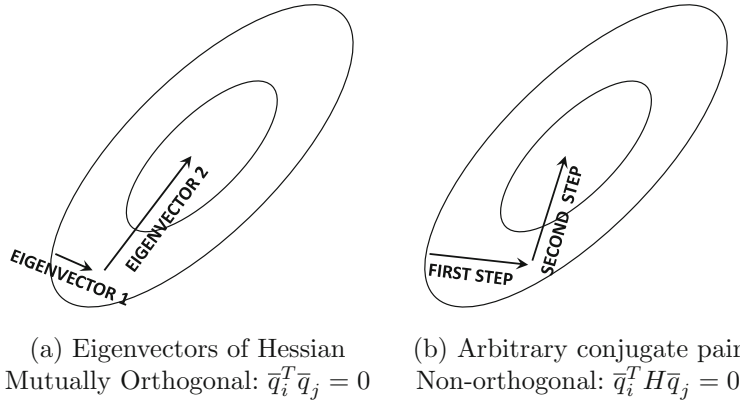 EIGENVECTOR 1
EIGENVECTOR 2
FIRST STEP
SECOND STEP
(a) Eigenvectors of Hessian
Mutually Orthogonal: q̅ᵢᵀq̅ⱼ = 0
(b) Arbitrary conjugate pair
Non-orthogonal: q̅ᵢᵀHq̅ⱼ = 0